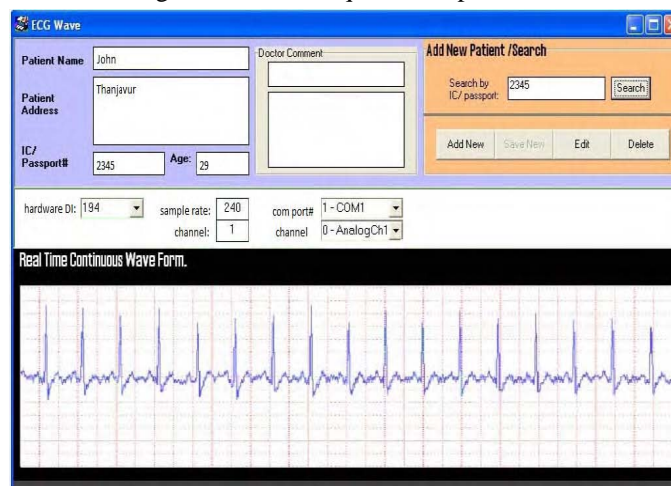 ECG Wave
Patient Name John
Patient Address Thanjavur
IC/ Passport# 2345 Age: 29
Doctor Comment
Add New Patient /Search
Search by IC/ passport: 2345 Search
Add New Save New Edit Delete
hardware DI: 194 sample rate: 240 com port# 1 - COM1
channel: 1 channel 0 - AnalogCh1
Real Time Continuous Wave Form.